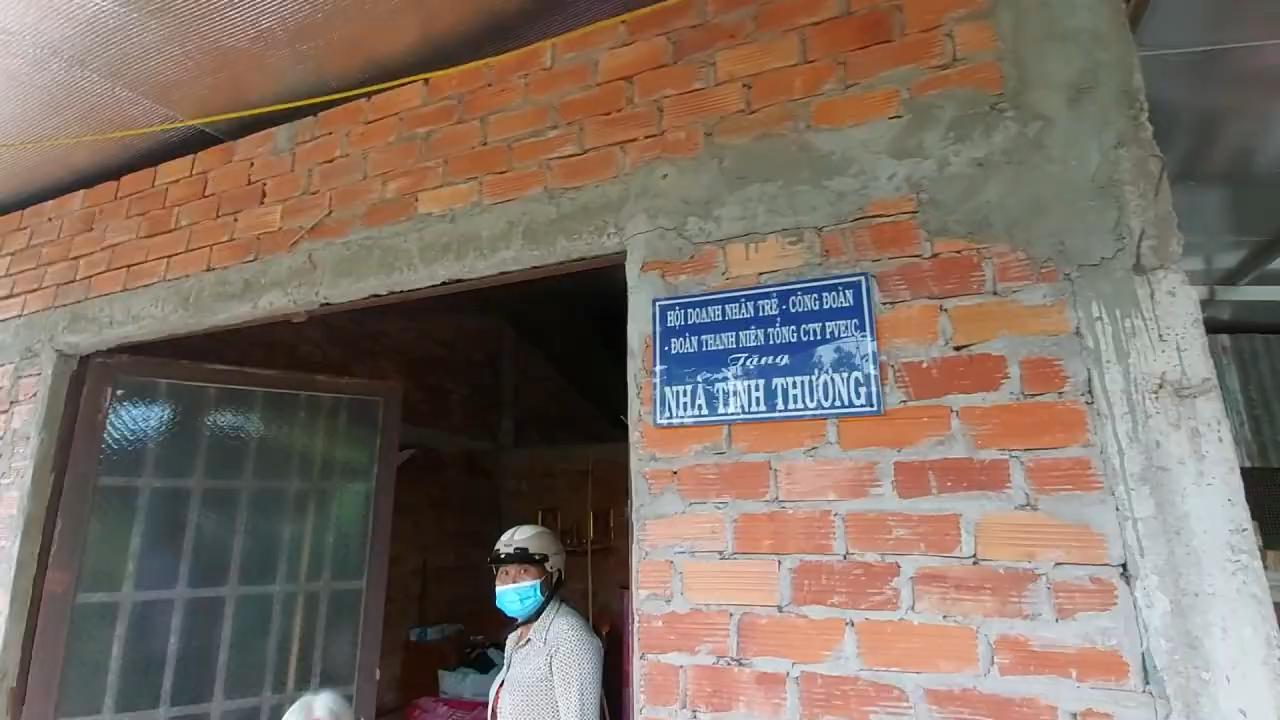 HỘI DOANH NHÂN TRẺ - CÔNG ĐOÀN
- ĐOÀN THANH NIÊN TỔNG CTY PVEIC
Tặng
NHÀ TÌNH THƯƠNG